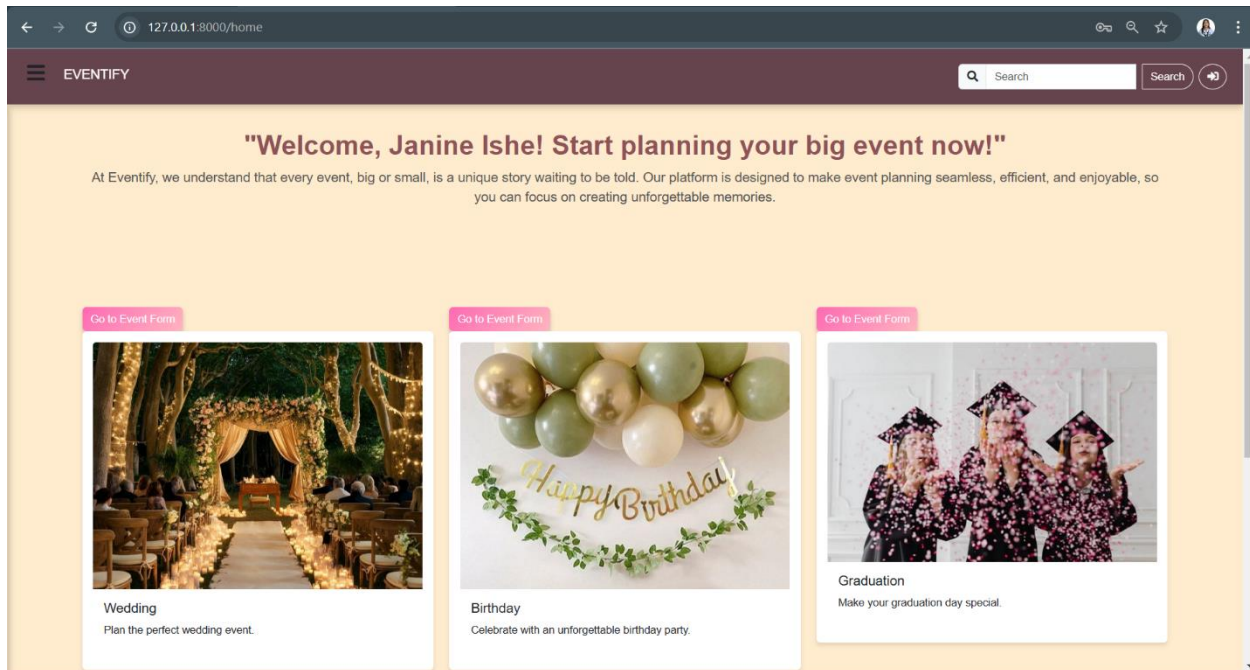 127.0.0.1:8000/home
EVENTIFY
Search
Search
"Welcome, Janine Ishe! Start planning your big event now!"
At Eventify, we understand that every event, big or small, is a unique story waiting to be told. Our platform is designed to make event planning seamless, efficient, and enjoyable, so
you can focus on creating unforgettable memories.
Go to Event Form
Go to Event Form
Go to Event Form
Happy Birthday
Wedding
Plan the perfect wedding event.
Birthday
Celebrate with an unforgettable birthday party.
Graduation
Make your graduation day special.